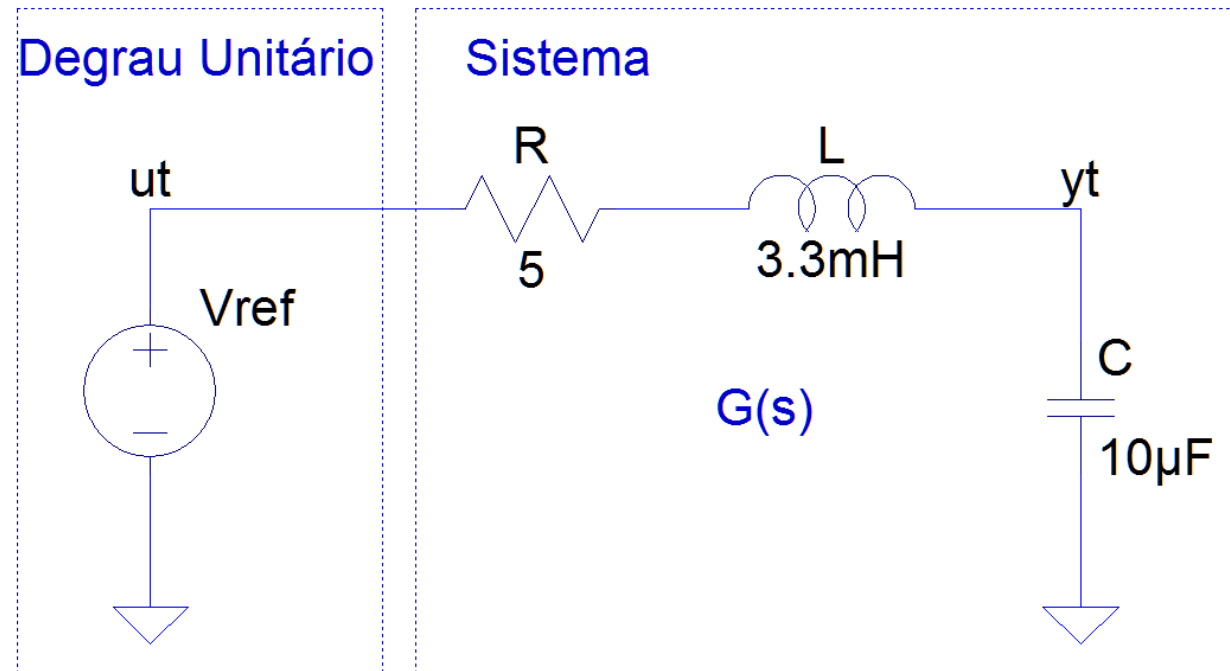 Degrau Unitário
Sistema
R
L
ut
yt
5
3.3mH
Vref
C
G(s)
10µF